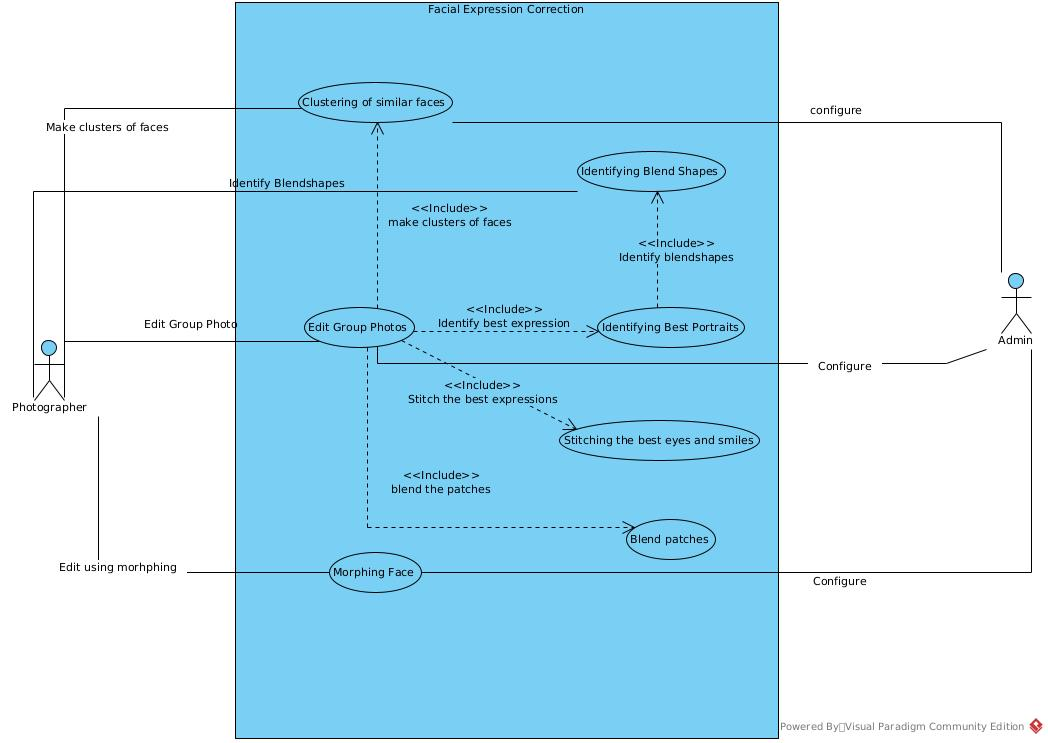 Facial Expression Correction
Clustering of similar faces
configure
Make clusters of faces
Identifying Blend Shapes
Identify Blendshapes
<<Include>>
make clusters of faces
<<Include>>
Identify blendshapes
Edit Group Photo
Edit Group Photos
<<Include>>
Identify best expression
Identifying Best Portraits
Admin
Configure
<<Include>>
Stitch the best expressions
Photographer
Stitching the best eyes and smiles
<<Include>>
blend the patches
Blend patches
Edit using morhphing
Morphing Face
Configure
Powered By▯Visual Paradigm Community Edition